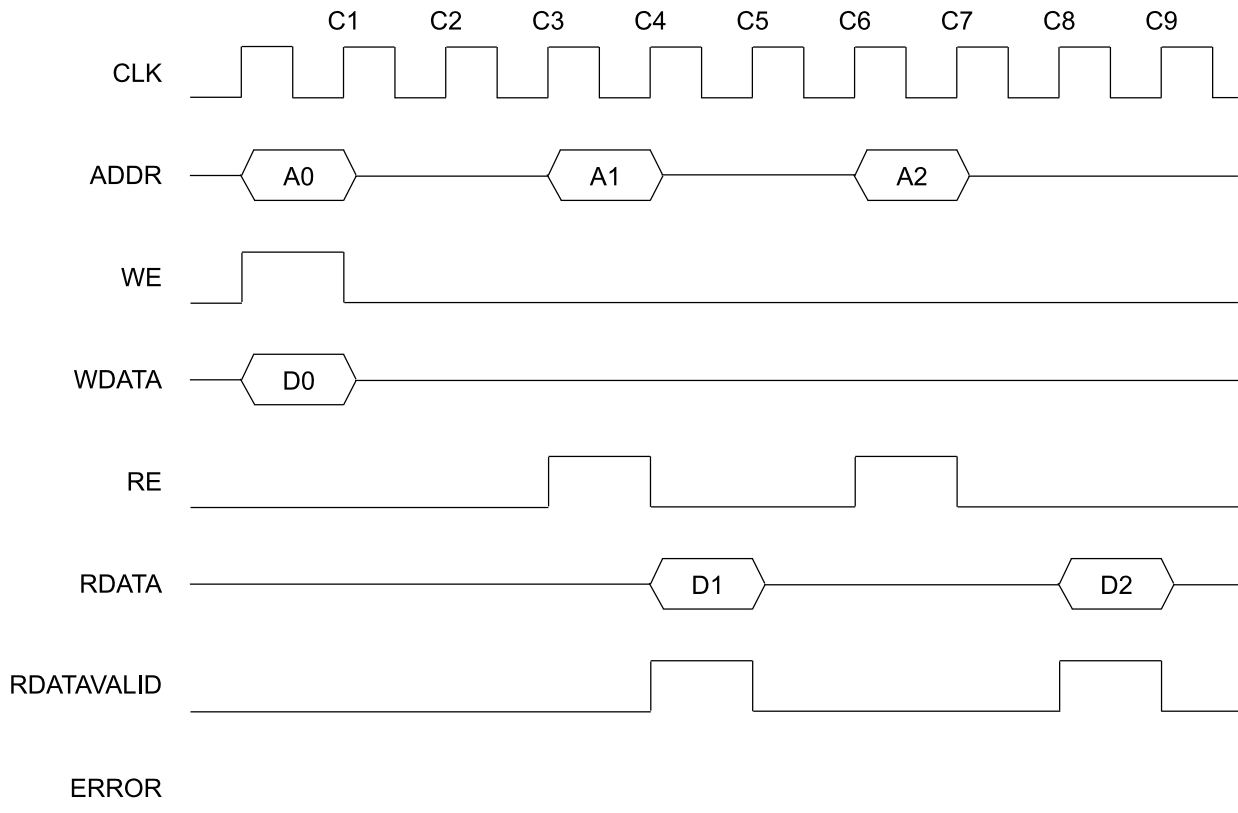 C1 C2 C3 C4 C5 C6 C7 C8 C9
CLK
ADDR A0 A1 A2
WE
WDATA D0
RE
RDATA D1 D2
RDATAVALID
ERROR